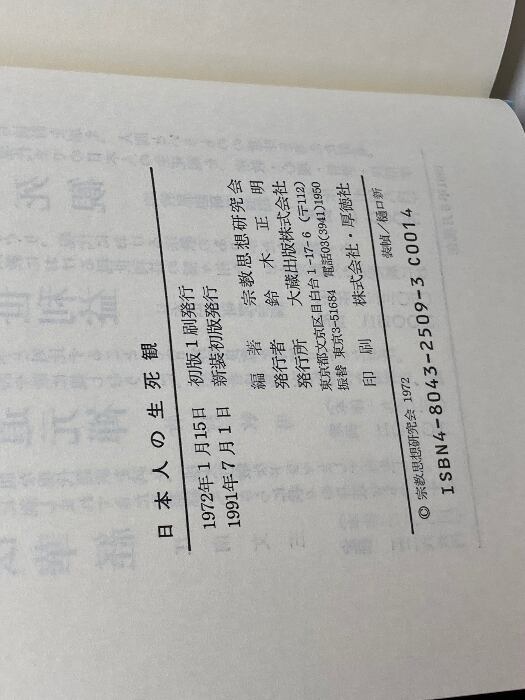 日本人の生死観
1972年1月15日 初版1刷発行
1991年7月1日 新装初版発行
編著 宗教思想研究会
発行者 鈴木正明
発行所 大蔵出版株式会社
東京都文京区目白台1-17-6(〒112)
振替 東京3-51684 電話03(3941)1950
印刷 株式会社・厚徳社
装幀/樋口新
© 宗教思想研究会 1972
ISBN4-8043-2509-3 C0014